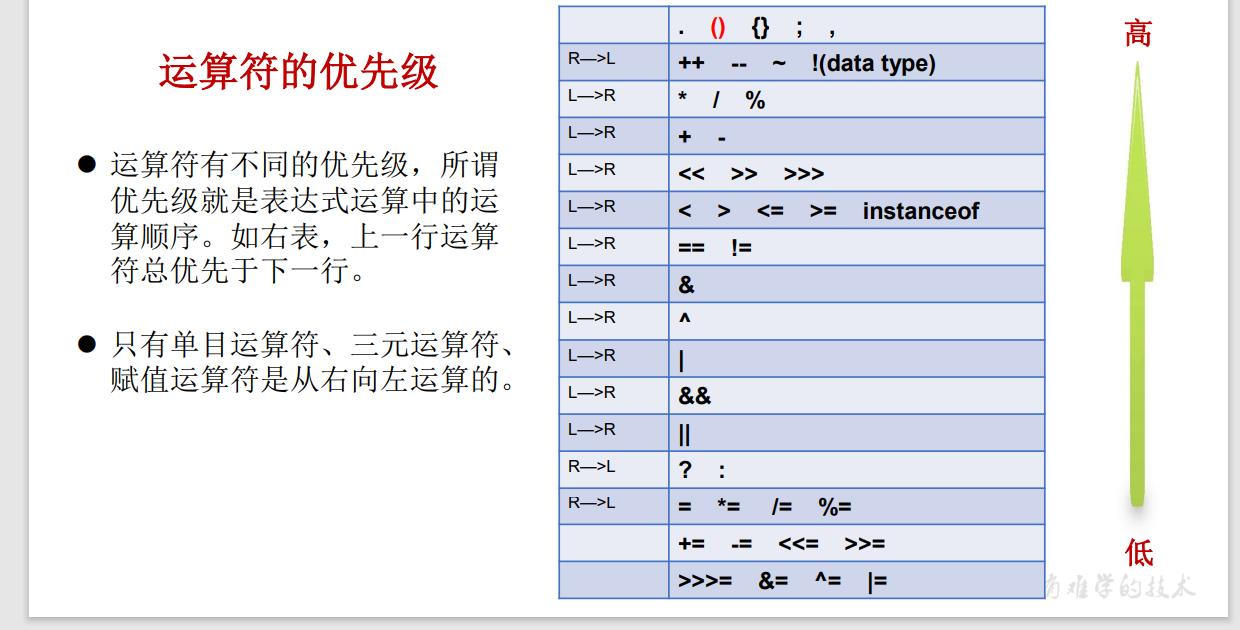 运算符的优先级
● 运算符有不同的优先级，所谓
优先级就是表达式运算中的运
算顺序。如右表，上一行运算
符总优先于下一行。
● 只有单目运算符、三元运算符、
赋值运算符是从右向左运算的。
. () {} ; ,
R—>L ++ -- ~ !(data type)
L—>R * / %
L—>R + -
L—>R << >> >>>
L—>R < > <= >= instanceof
L—>R == !=
L—>R &
L—>R ^
L—>R |
L—>R &&
L—>R ||
R—>L ? :
R—>L = *= /= %=
+= -= <<= >>=
>>>= &= ^= |=
高
低
有难学的技术